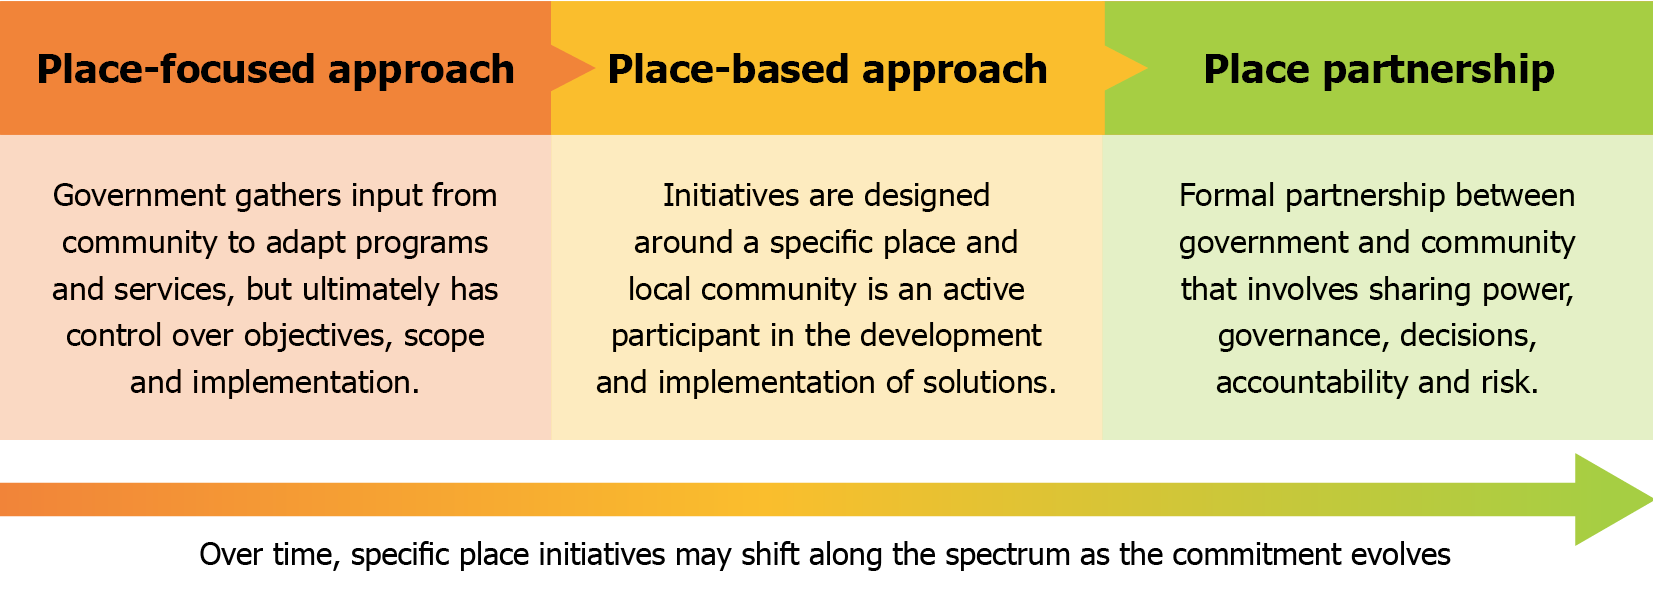 Place-focused approach
Government gathers input from
community to adapt programs
and services, but ultimately has
control over objectives, scope
and implementation.
Place-based approach
Initiatives are designed
around a specific place and
local community is an active
participant in the development
and implementation of solutions.
Place partnership
Formal partnership between
government and community
that involves sharing power,
governance, decisions,
accountability and risk.
Over time, specific place initiatives may shift along the spectrum as the commitment evolves